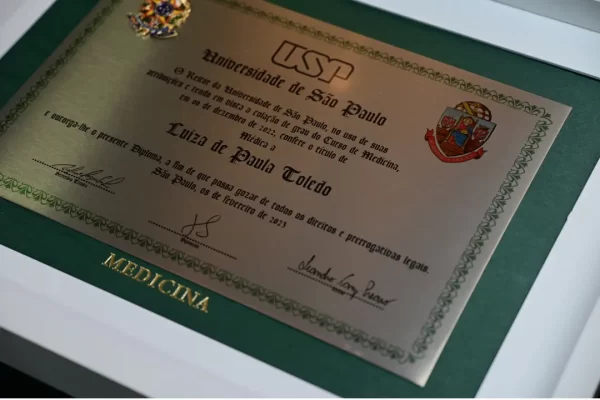 USP
Universidade de São Paulo
O Reitor da Universidade de São Paulo, no uso de suas
atribuições e tendo em vista a colação de grau do Curso de Medicina,
em 09 de dezembro de 2022, confere o título de
Médica a
Luiza de Paula Toledo
e outorga-lhe o presente Diploma, a fim de que possa gozar de todos os direitos e prerrogativas legais.
São Paulo, 09 de fevereiro de 2023
MEDICINA